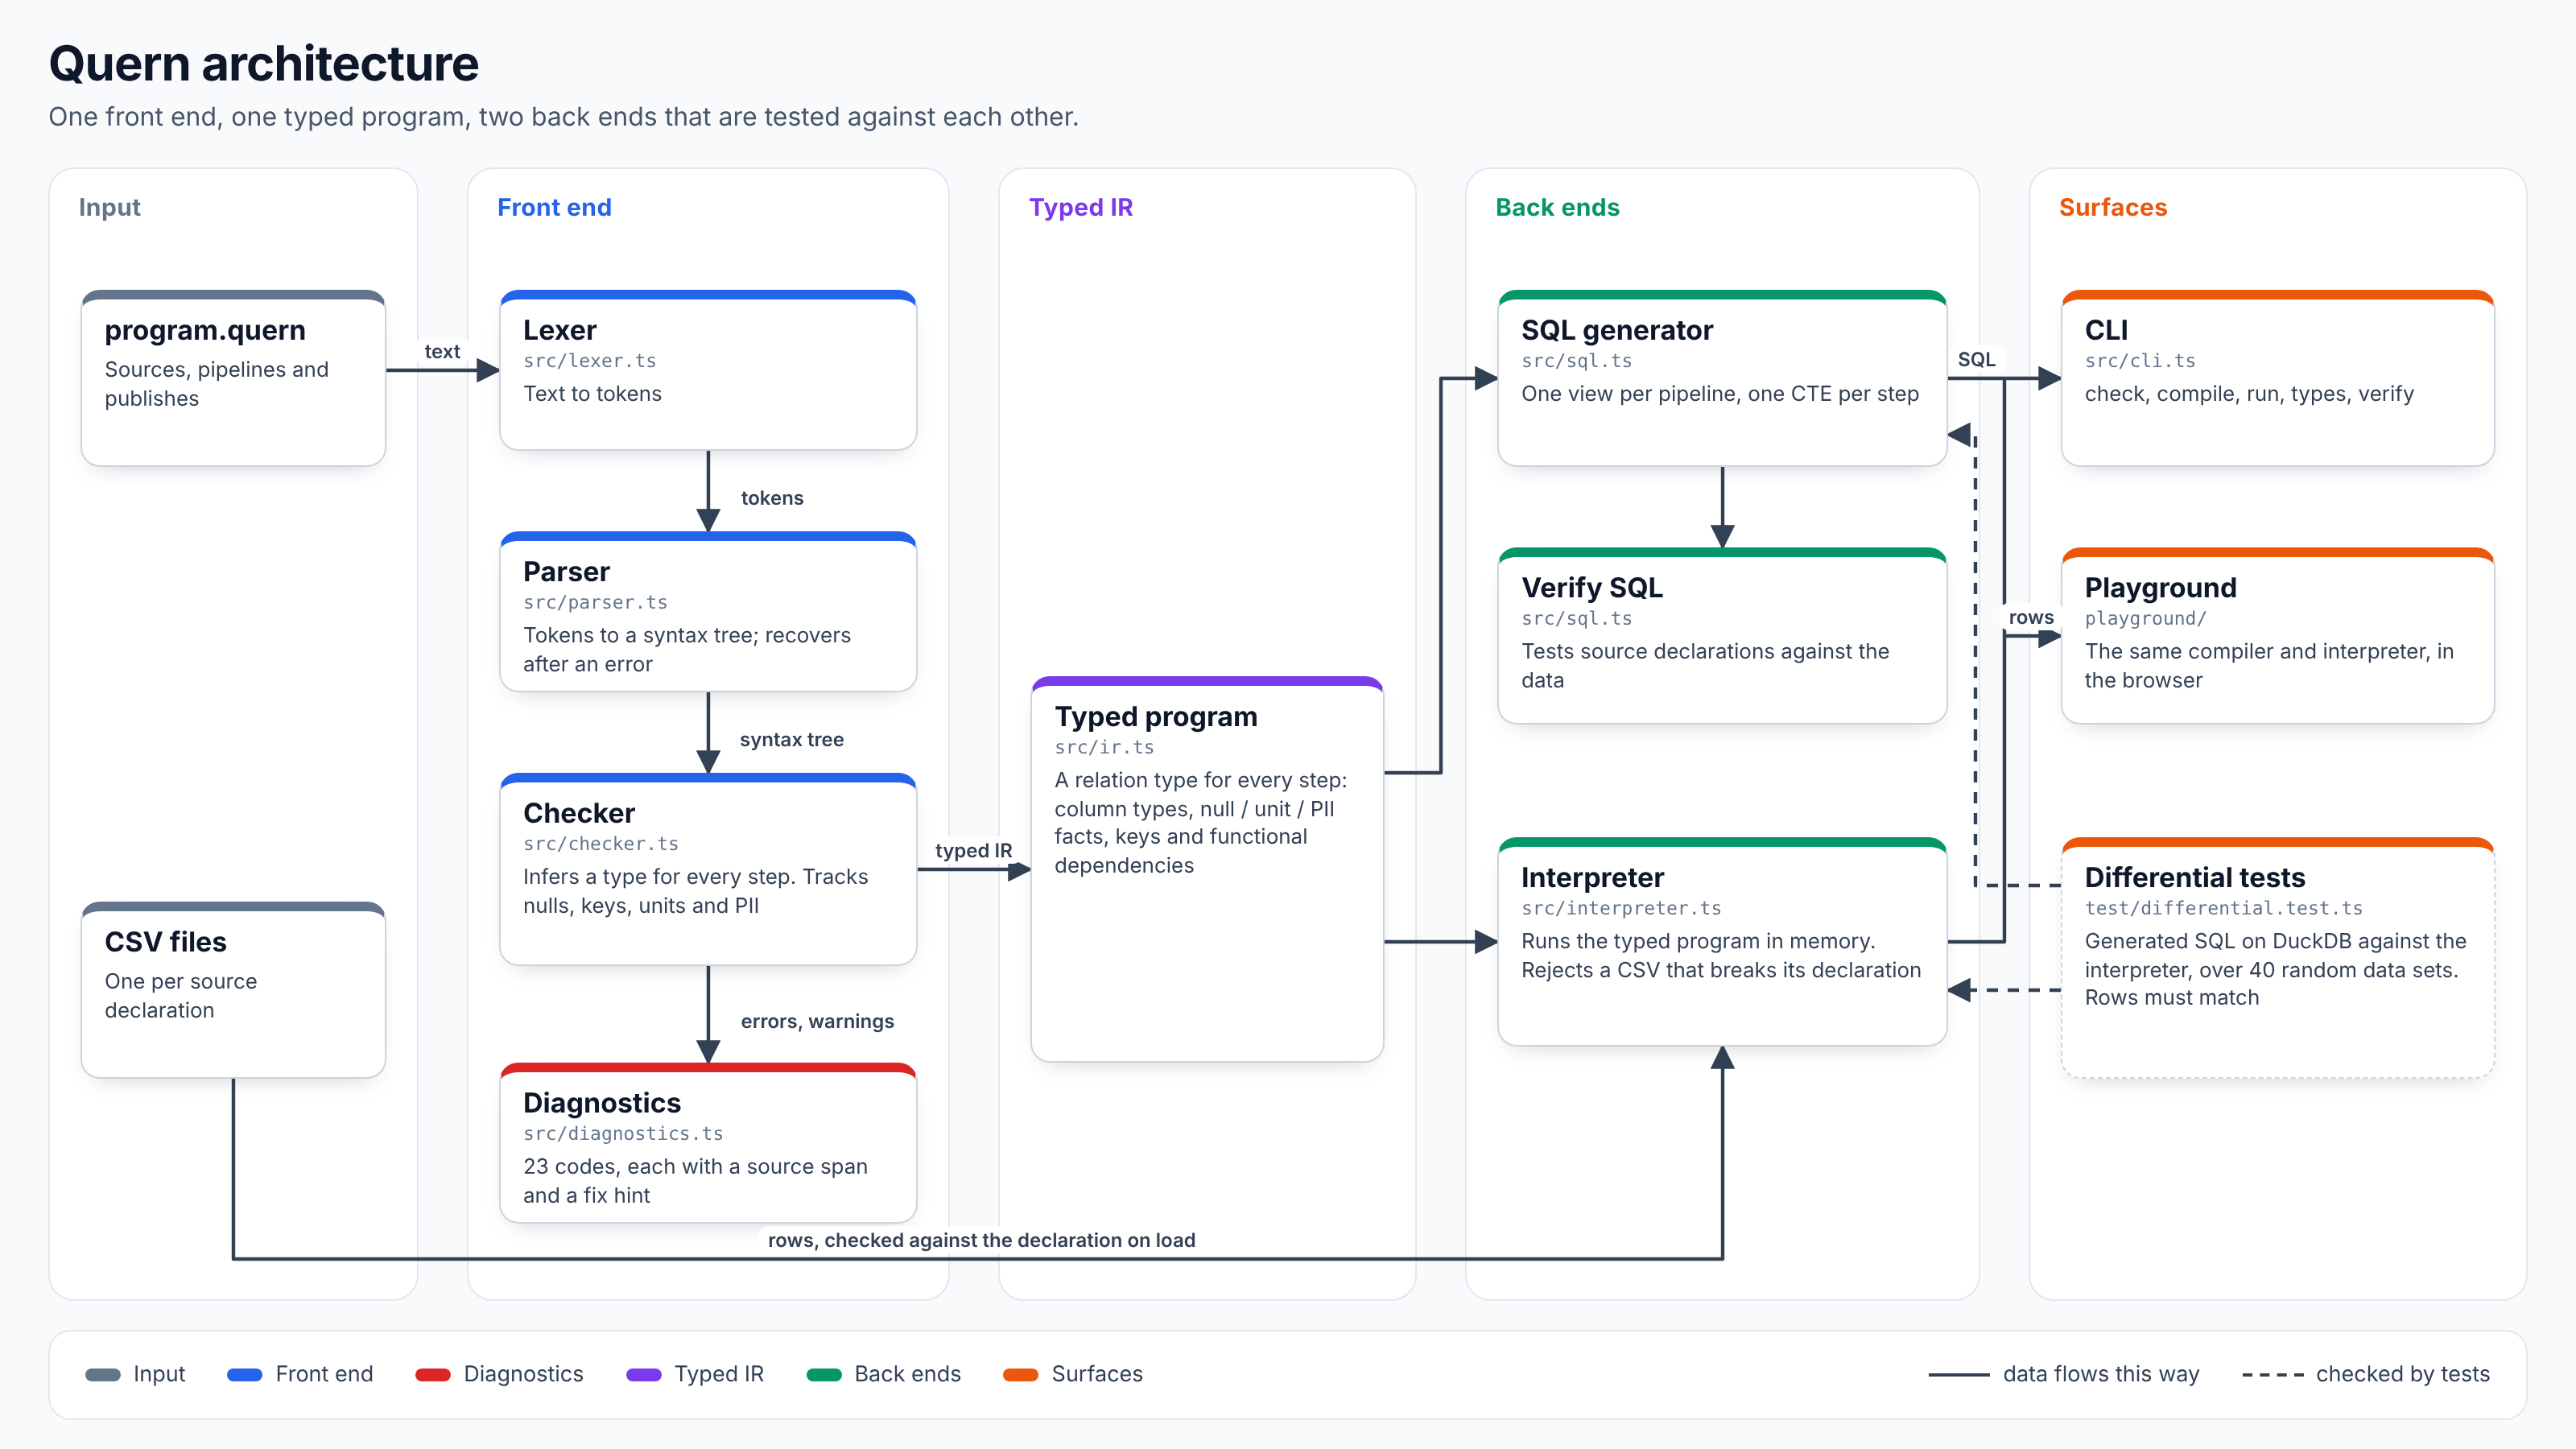 Quern architecture
One front end, one typed program, two back ends that are tested against each other.
Input
program.quern
Sources, pipelines and
publishes
CSV files
One per source
declaration
text
Front end
Lexer
src/lexer.ts
Text to tokens
tokens
Parser
src/parser.ts
Tokens to a syntax tree; recovers
after an error
syntax tree
Checker
src/checker.ts
Infers a type for every step. Tracks
nulls, keys, units and PII
errors, warnings
Diagnostics
src/diagnostics.ts
23 codes, each with a source span
and a fix hint
rows, checked against the declaration on load
typed IR
Typed IR
Typed program
src/ir.ts
A relation type for every step:
column types, null / unit / PII
facts, keys and functional
dependencies
Back ends
SQL generator
src/sql.ts
One view per pipeline, one CTE per step
Verify SQL
src/sql.ts
Tests source declarations against the
data
Interpreter
src/interpreter.ts
Runs the typed program in memory.
Rejects a CSV that breaks its declaration
SQL
rows
Surfaces
CLI
src/cli.ts
check, compile, run, types, verify
Playground
playground/
The same compiler and interpreter, in
the browser
Differential tests
test/differential.test.ts
Generated SQL on DuckDB against the
interpreter, over 40 random data sets.
Rows must match
Input
Front end
Diagnostics
Typed IR
Back ends
Surfaces
data flows this way
checked by tests